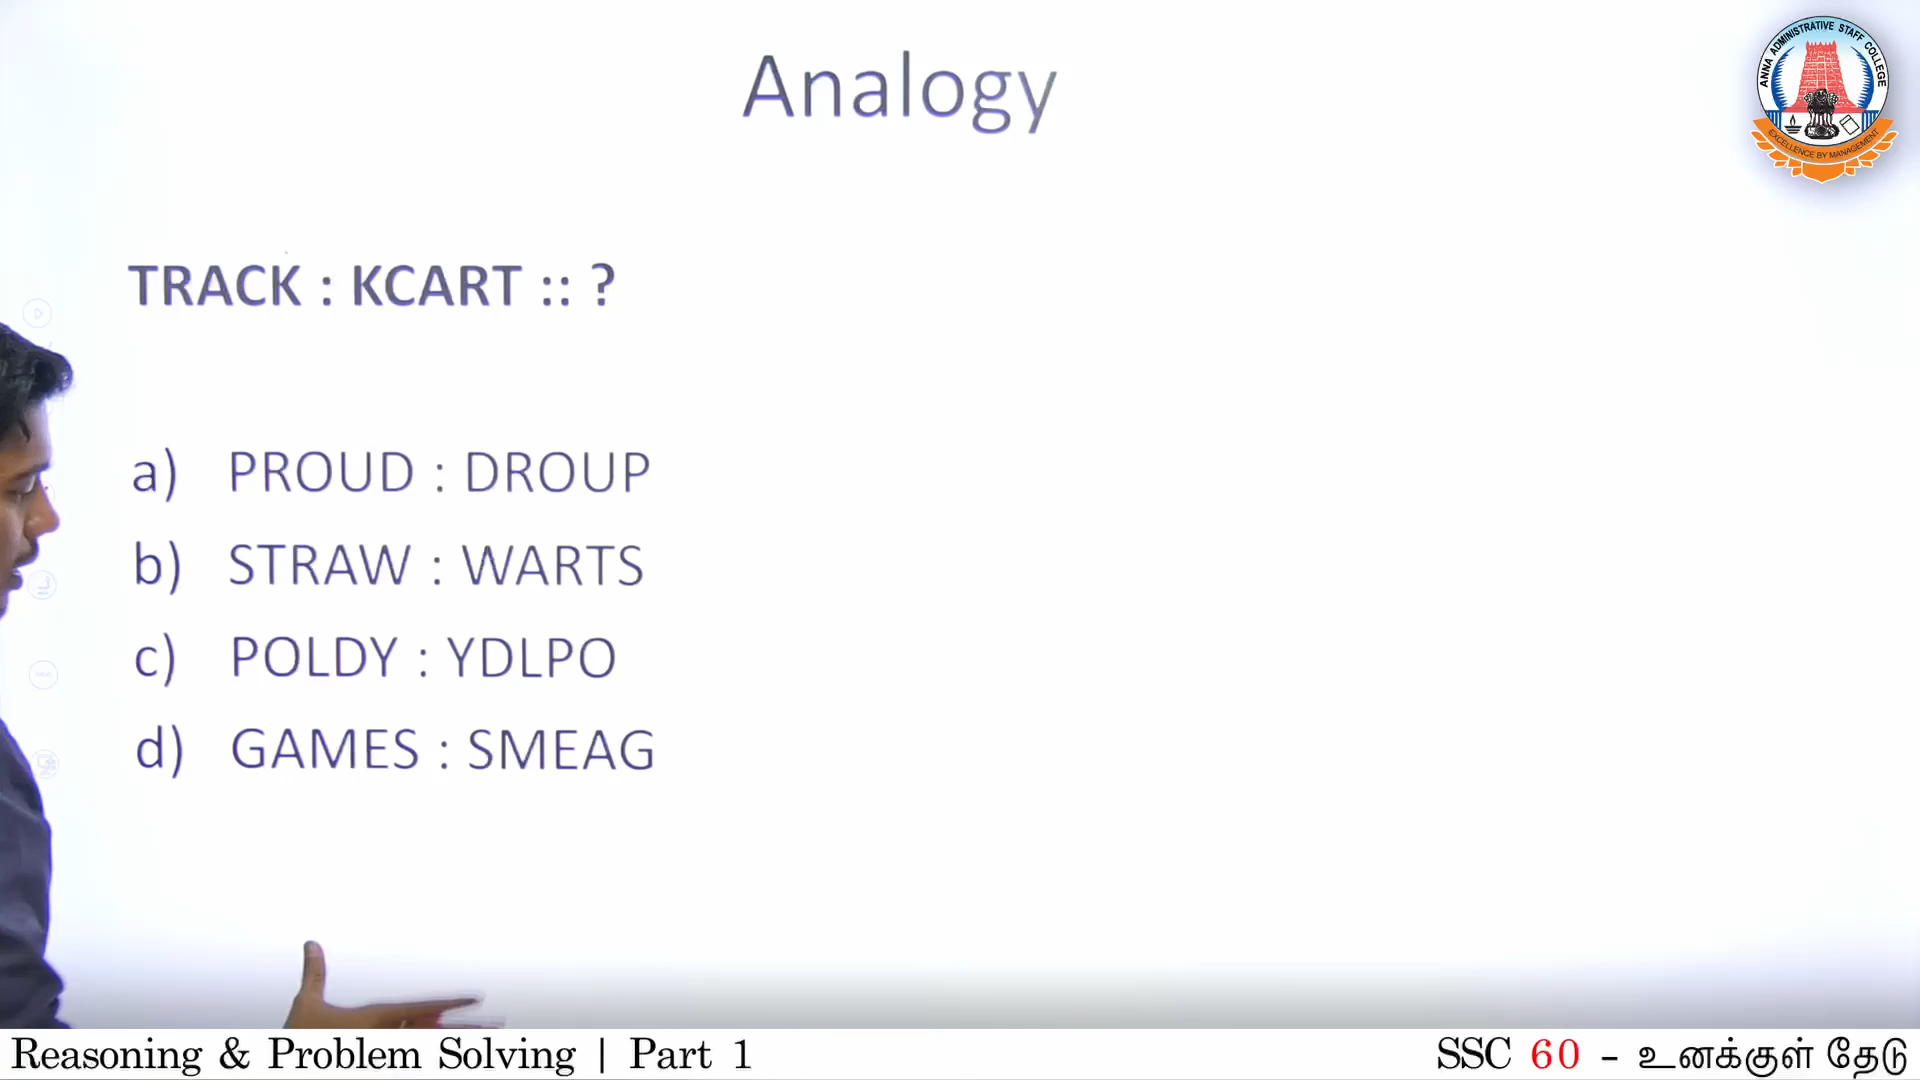 Analogy
ANNA ADMINISTRATIVE STAFF COLLEGE
EXCELLENCE BY MANAGEMENT
TRACK : KCART :: ?
a) PROUD : DROUP
b) STRAW : WARTS
c) POLDY : YDLPO
d) GAMES : SMEAG
Reasoning & Problem Solving | Part 1
SSC 60 - உனக்குள் தேடு